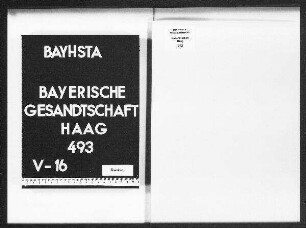 BAYHSTA
BAYERISCHE
GESANDTSCHAFT
HAAG
493
V-16